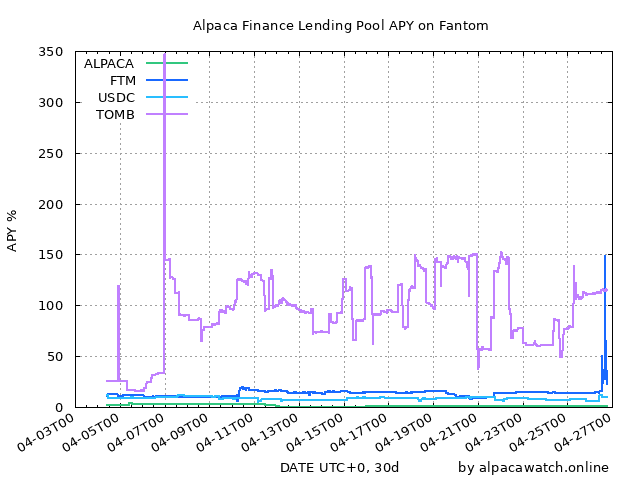 Alpaca Finance Lending Pool APY on Fantom
350
300
250
200
150
100
50
0
APY %
ALPACA
FTM
USDC
TOMB
04-03T00
04-05T00
04-07T00
04-09T00
04-11T00
04-13T00
04-15T00
04-17T00
04-19T00
04-21T00
04-23T00
04-25T00
04-27T00
DATE UTC+0, 30d
by alpacawatch.online